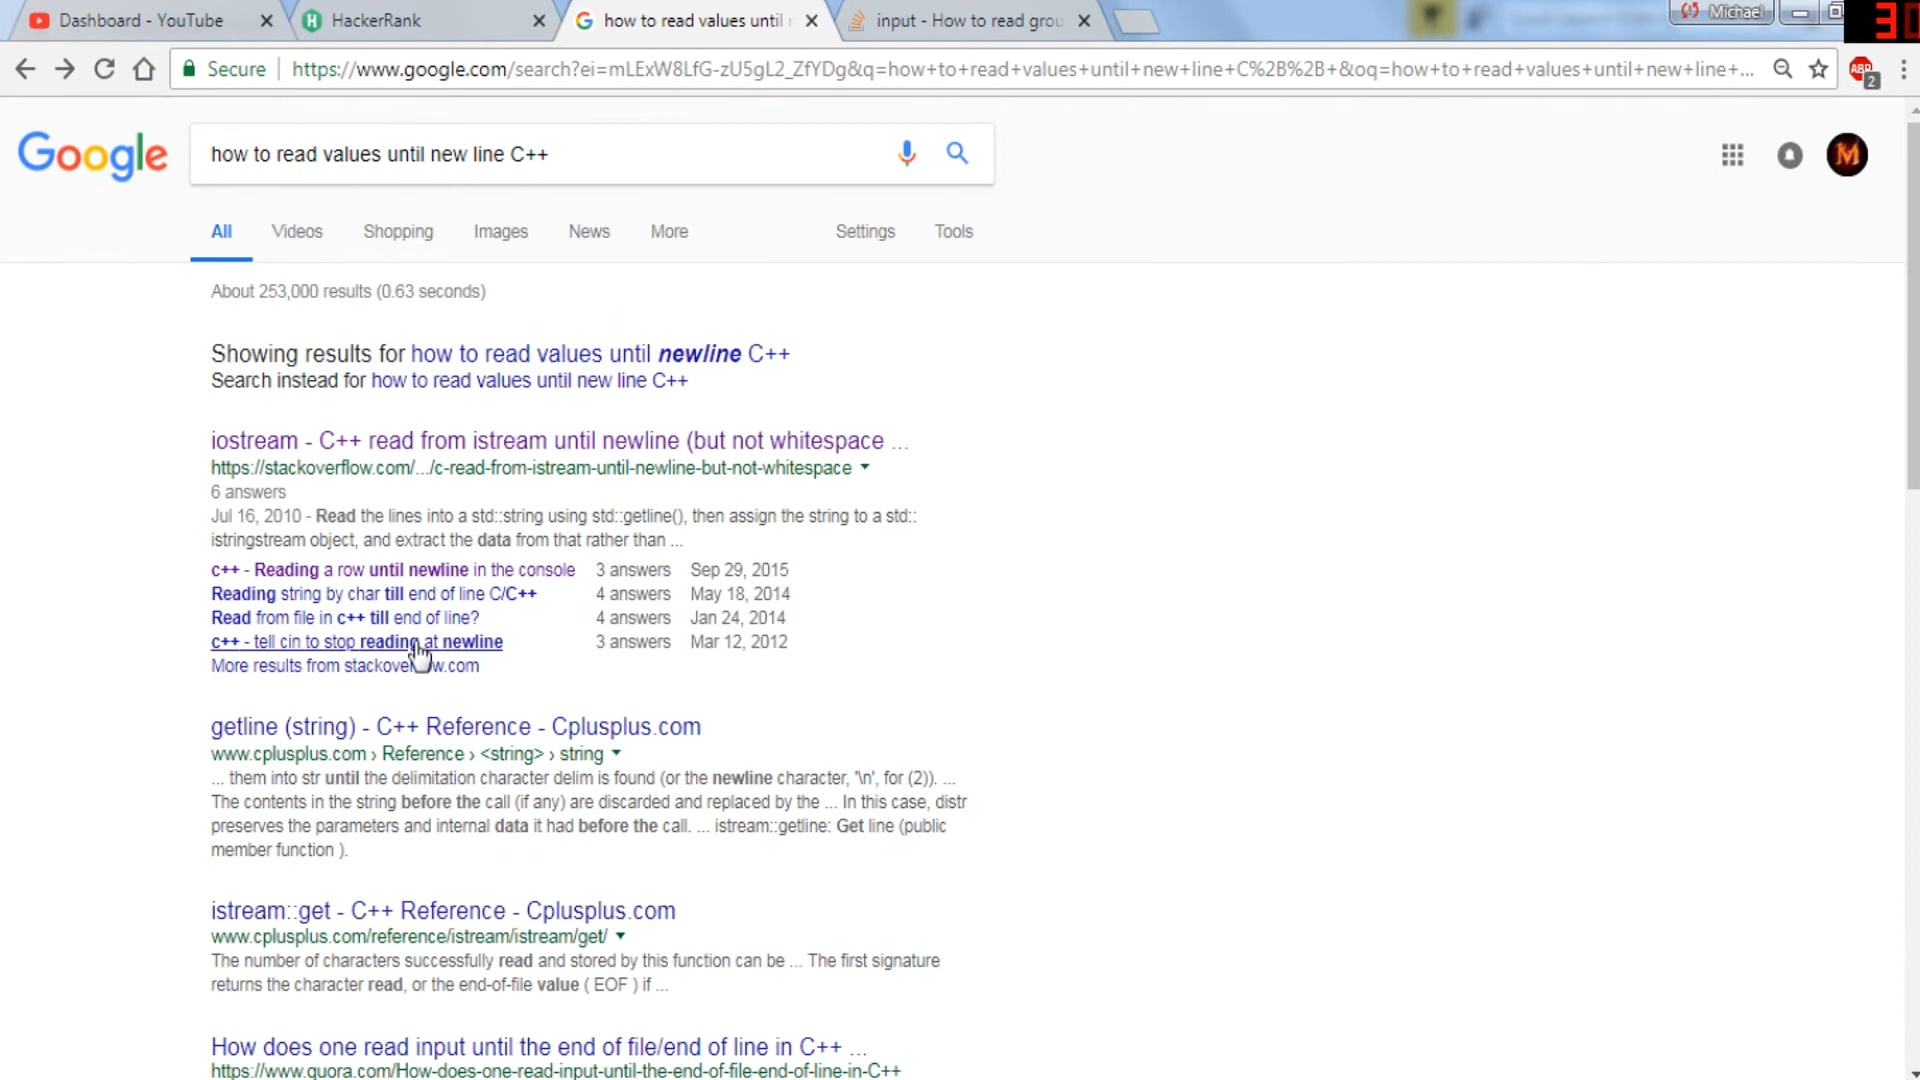 Dashboard - YouTube
HackerRank
how to read values until
input - How to read grou
Michael
30
Secure
https://www.google.com/search?ei=mLExW8LfG-zU5gL2_ZfYDg&q=how+to+read+values+until+new+line+C%2B%2B+&oq=how+to+read+values+until+new+line+...
ABP
2
Google
how to read values until new line C++
M
All
Videos
Shopping
Images
News
More
Settings
Tools
About 253,000 results (0.63 seconds)
Showing results for how to read values until newline C++
Search instead for how to read values until new line C++
iostream - C++ read from istream until newline (but not whitespace ...
https://stackoverflow.com/.../c-read-from-istream-until-newline-but-not-whitespace
6 answers
Jul 16, 2010 - Read the lines into a std::string using std::getline(), then assign the string to a std::
istringstream object, and extract the data from that rather than ...
c++ - Reading a row until newline in the console 3 answers Sep 29, 2015
Reading string by char till end of line C/C++ 4 answers May 18, 2014
Read from file in c++ till end of line? 4 answers Jan 24, 2014
c++ - tell cin to stop reading at newline 3 answers Mar 12, 2012
More results from stackoverflow.com
getline (string) - C++ Reference - Cplusplus.com
www.cplusplus.com › Reference › <string> › string
... them into str until the delimitation character delim is found (or the newline character, '\n', for (2)). ...
The contents in the string before the call (if any) are discarded and replaced by the ... In this case, distr
preserves the parameters and internal data it had before the call. ... istream::getline: Get line (public
member function ).
istream::get - C++ Reference - Cplusplus.com
www.cplusplus.com/reference/istream/istream/get/
The number of characters successfully read and stored by this function can be ... The first signature
returns the character read, or the end-of-file value ( EOF ) if ...
How does one read input until the end of file/end of line in C++ ...
https://www.quora.com/How-does-one-read-input-until-the-end-of-file-end-of-line-in-C++